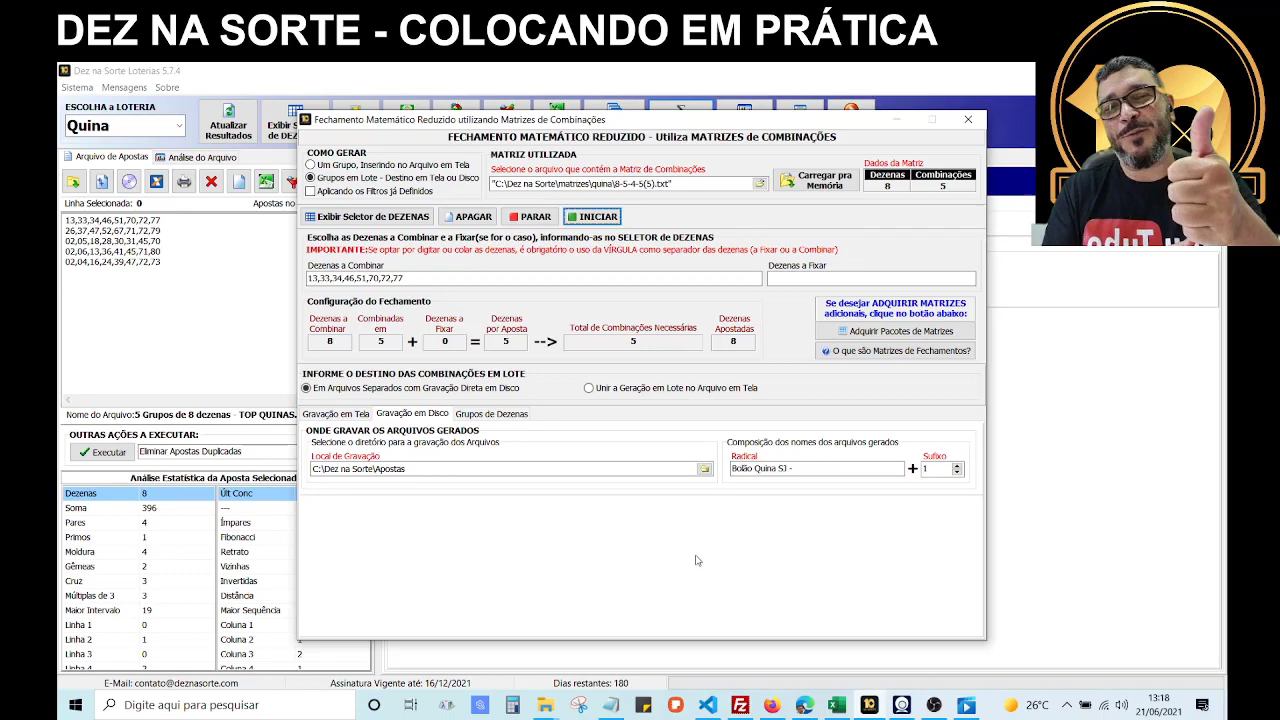 DEZ NA SORTE - COLOCANDO EM PRÁTICA
Dez na Sorte Loterias 5.7.4
Sistema Mensagens Sobre
ESCOLHA a LOTERIA
Quina
Atualizar
Resultados
Exibir S
de DEZ
Arquivo de Apostas
Análise do Arquivo
Linha Selecionada: 0
Apostas no
13,33,34,46,51,70,72,77
26,37,47,52,66,71,72,79
02,05,18,28,30,31,45,70
02,06,13,36,41,45,71,80
02,04,16,24,39,47,72,73
Nome do Arquivo:5 Grupos de 8 dezenas - TOP QUINAS.
OUTRAS AÇÕES A EXECUTAR:
Executar
Eliminar Apostas Duplicadas
Análise Estatística da Aposta Selecionad
Dezenas 8 Últ Conc
Soma 396 ---
Pares 4 Ímpares
Primos 1 Fibonacci
Moldura 4 Retrato
Gêmeas 2 Vizinhas
Cruz 3 Invertidas
Múltiplas de 3 3 Distância
Maior Intervalo 19 Maior Sequência
Linha 1 0 Coluna 1
Linha 2 1 Coluna 2 1
Linha 3 0 Coluna 3 2
Linha 4 2 Coluna 4 1
Fechamento Matemático Reduzido utilizando Matrizes de Combinações
FECHAMENTO MATEMÁTICO REDUZIDO - Utiliza MATRIZES de COMBINAÇÕES
COMO GERAR
Um Grupo, Inserindo no Arquivo em Tela
Grupos em Lote - Destino em Tela ou Disco
Aplicando os Filtros já Definidos
MATRIZ UTILIZADA
Selecione o arquivo que contém a Matriz de Combinações
"C:\Dez na Sorte\matrizes\quina\8-5-4-5(5).txt"
Carregar pra
Memória
Dados da Matriz
Dezenas Combinações
8 5
Exibir Seletor de DEZENAS
APAGAR
PARAR
INICIAR
Escolha as Dezenas a Combinar e a Fixar(se for o caso), informando-as no SELETOR de DEZENAS
IMPORTANTE:Se optar por digitar ou colar as dezenas, é obrigatório o uso da VÍRGULA como separador das dezenas (a Fixar ou a Combinar)
Dezenas a Combinar
Dezenas a Fixar
13,33,34,46,51,70,72,77
Configuração do Fechamento
Dezenas a
Combinar
Combinadas
em
Dezenas a
Fixar
Dezenas
por Aposta
Total de Combinações Necessárias
Dezenas
Apostadas
8 5 + 0 = 5 --> 5 8
Se desejar ADQUIRIR MATRIZES
adicionais, clique no botão abaixo:
Adquirir Pacotes de Matrizes
O que são Matrizes de Fechamentos?
INFORME O DESTINO DAS COMBINAÇÕES EM LOTE
Em Arquivos Separados com Gravação Direta em Disco
Unir a Geração em Lote no Arquivo em Tela
Gravação em Tela Gravação em Disco Grupos de Dezenas
ONDE GRAVAR OS ARQUIVOS GERADOS
Selecione o diretório para a gravação dos Arquivos
Local de Gravação
C:\Dez na Sorte\Apostas
Composição dos nomes dos arquivos gerados
Radical
Sufixo
Bolão Quina SJ - + 1
E-Mail: contato@deznasorte.com
Assinatura Vigente até: 16/12/2021
Dias restantes: 180
Digite aqui para pesquisar
26°C
13:18
21/06/2021